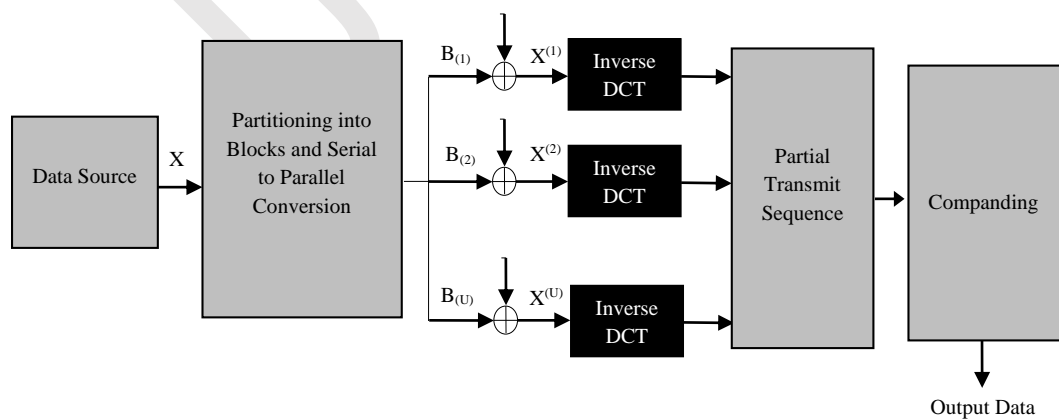 Data Source
X
Partitioning into
Blocks and Serial
to Parallel
Conversion
B(1)
X(1)
Inverse
DCT
B(2)
X(2)
Inverse
DCT
B(U)
X(U)
Inverse
DCT
Partial
Transmit
Sequence
Companding
Output Data